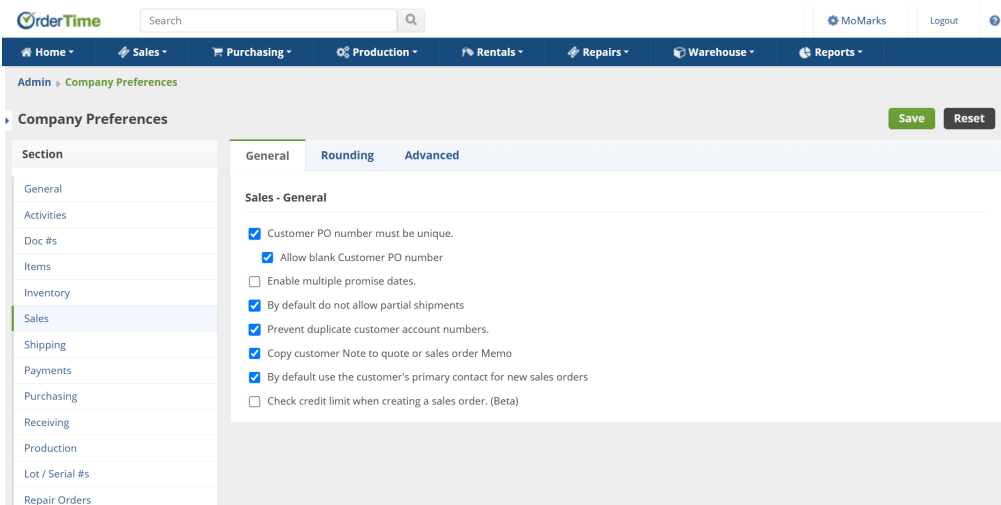 OrderTime
Search
MoMarks
Logout
Home
Sales
Purchasing
Production
Rentals
Repairs
Warehouse
Reports
Admin
Company Preferences
Company Preferences
Save
Reset
Section
General
Activities
Doc #s
Items
Inventory
Sales
Shipping
Payments
Purchasing
Receiving
Production
Lot / Serial #s
Repair Orders
General
Rounding
Advanced
Sales - General
Customer PO number must be unique.
Allow blank Customer PO number
Enable multiple promise dates.
By default do not allow partial shipments
Prevent duplicate customer account numbers.
Copy customer Note to quote or sales order Memo
By default use the customer's primary contact for new sales orders
Check credit limit when creating a sales order. (Beta)